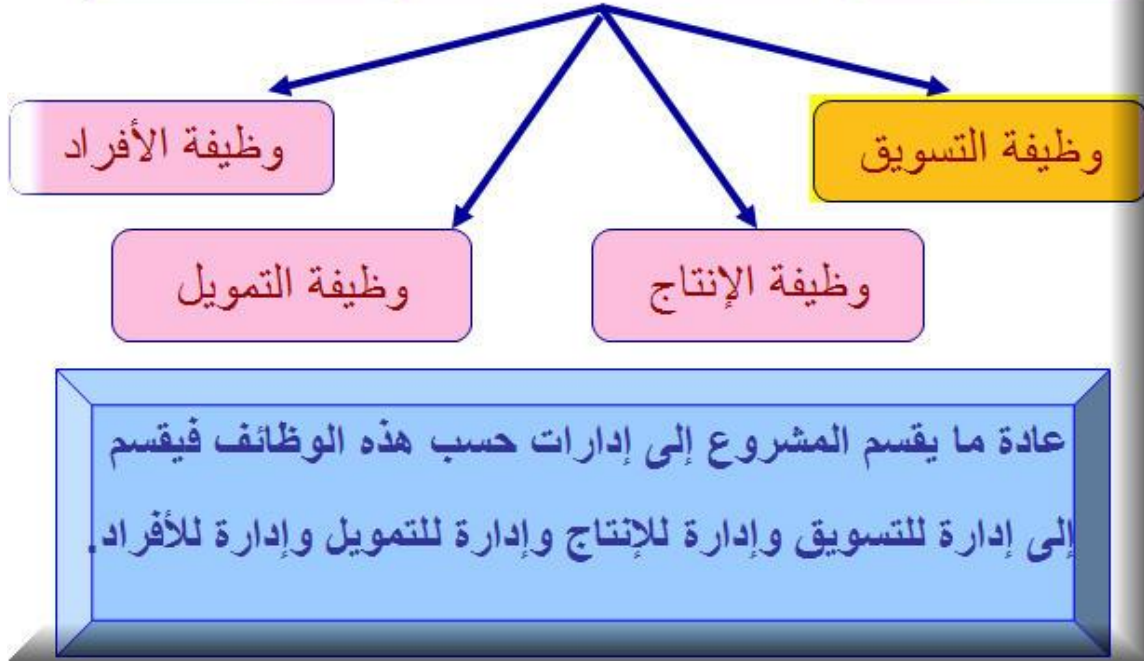 وظيفة التسويق
وظيفة الأفراد
وظيفة الإنتاج
وظيفة التمويل
عادة ما يقسم المشروع إلى إدارات حسب هذه الوظائف فيقسم
إلى إدارة للتسويق وإدارة للإنتاج وإدارة للتمويل وإدارة للأفراد.